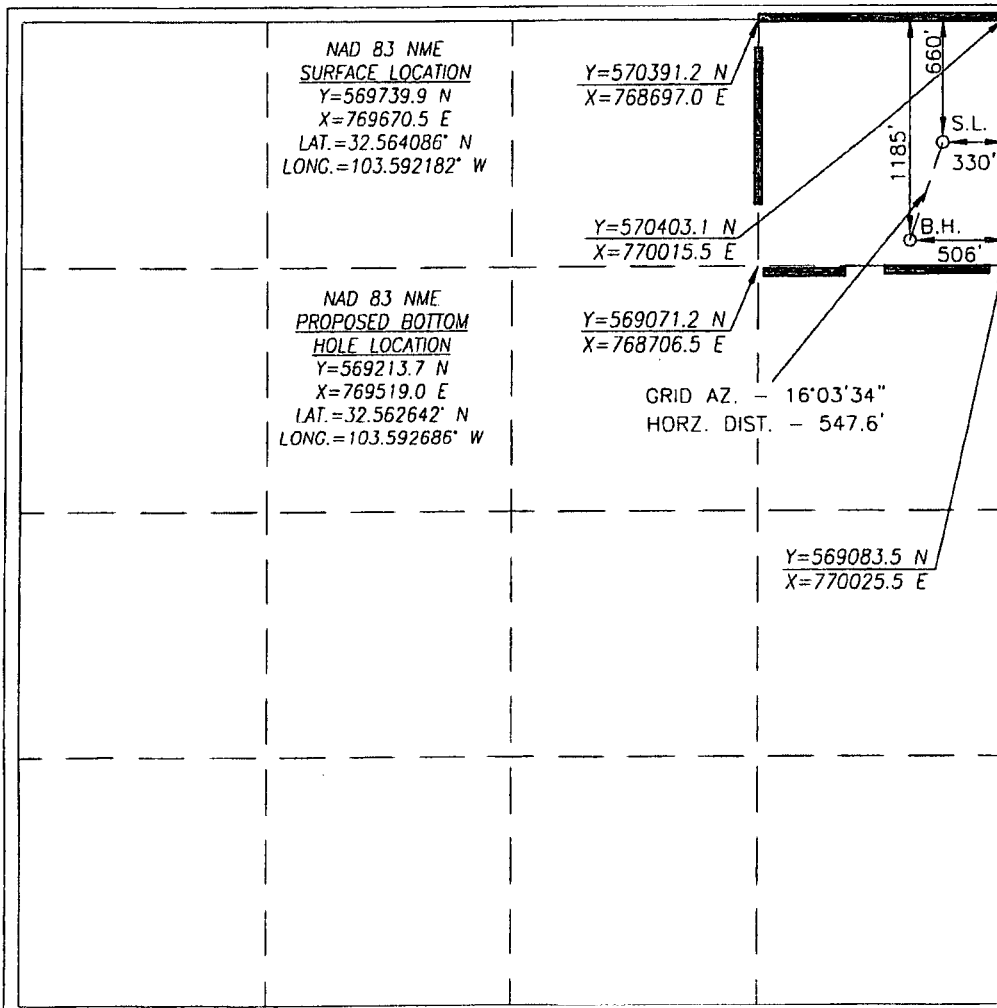 NAD 83 NME
SURFACE LOCATION
Y=569739.9 N
X=769670.5 E
LAT.=32.564086° N
LONG.=103.592182° W
NAD 83 NME
PROPOSED BOTTOM
HOLE LOCATION
Y=569213.7 N
X=769519.0 E
LAT.=32.562642° N
LONG.=103.592686° W
Y=570391.2 N
X=768697.0 E
660'
S.L.
330'
1185'
Y=570403.1 N
X=770015.5 E
B.H.
506'
Y=569071.2 N
X=768706.5 E
GRID AZ. - 16°03'34"
HORZ. DIST. - 547.6'
Y=569083.5 N
X=770025.5 E